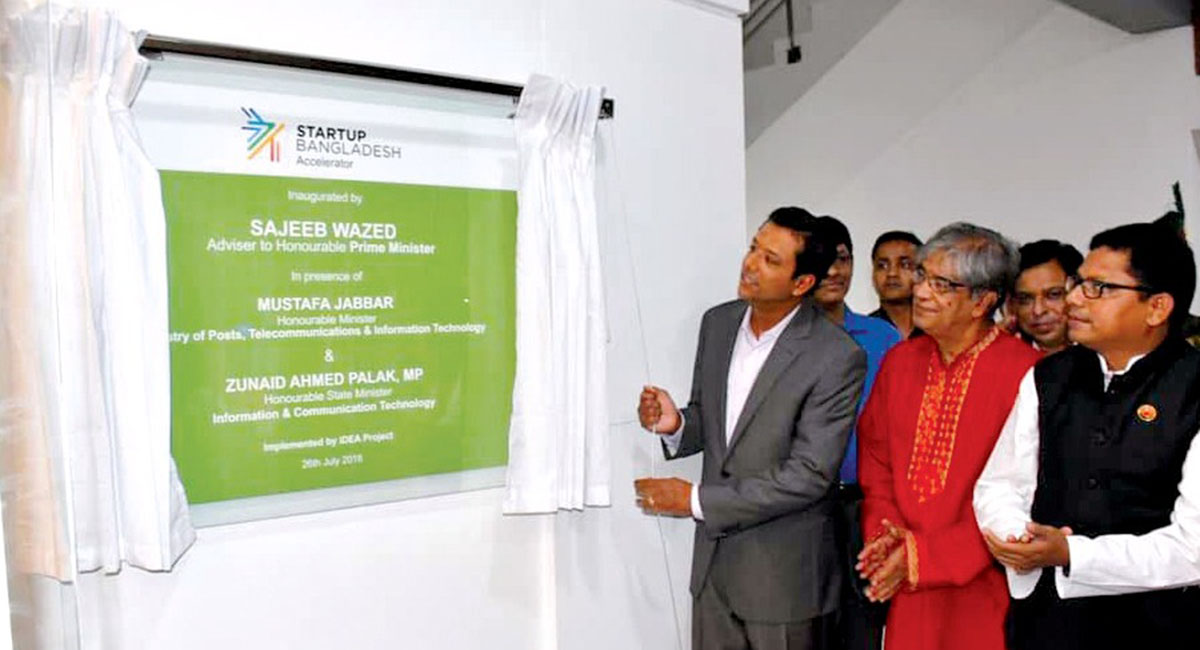 STARTUP
BANGLADESH
Accelerator
Inaugurated by
SAJEEB WAZED
Adviser to Honourable Prime Minister
In presence of
MUSTAFA JABBAR
Honourable Minister
stry of Posts, Telecommunications & Information Technology
&
ZUNAID AHMED PALAK, MP
Honourable State Minister
Information & Communication Technology
Implemented by IDEA Project
26th July 2018